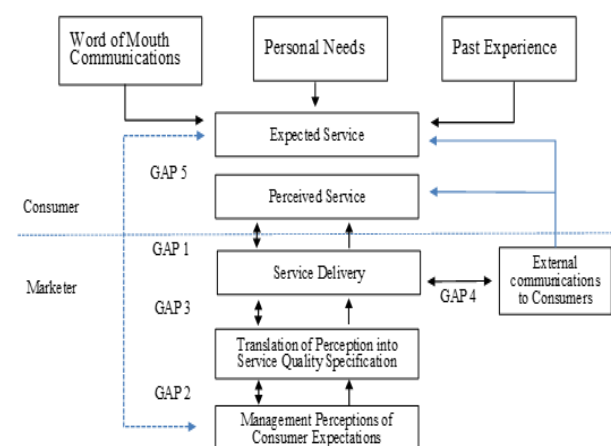 Word of Mouth
Communications
Personal Needs
Past Experience
Expected Service
GAP 5
Perceived Service
Consumer
GAP 1
Service Delivery
Marketer
GAP 4
External
communications
to Consumers
GAP 3
Translation of Perception into
Service Quality Specification
GAP 2
Management Perceptions of
Consumer Expectations